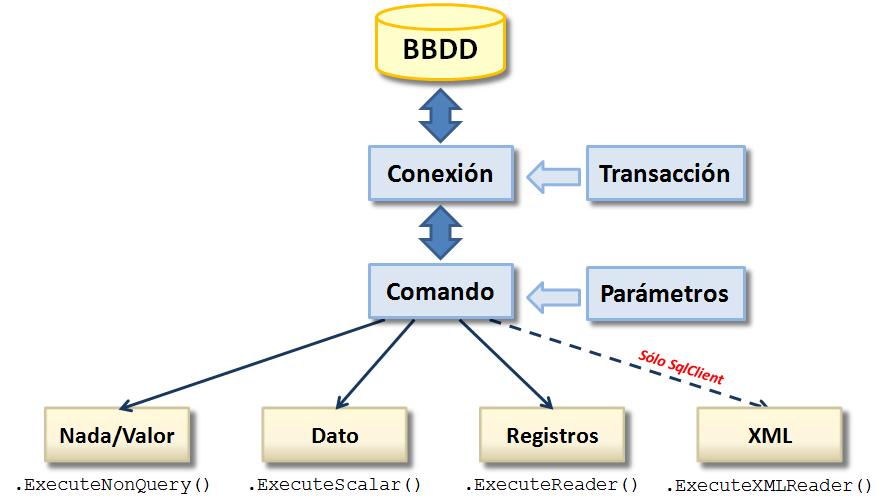 BBDD
Conexión
Transacción
Comando
Parámetros
Sólo SqlClient
Nada/Valor
Dato
Registros
XML
.ExecuteNonQuery()
.ExecuteScalar()
.ExecuteReader()
.ExecuteXMLReader()